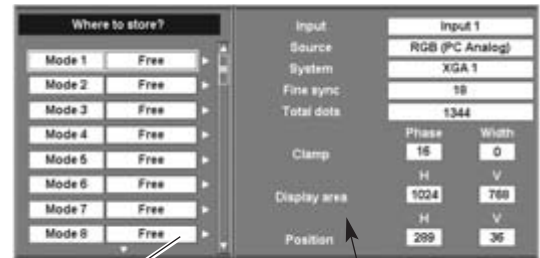 Where to store?
Mode 1 Free
Mode 2 Free
Mode 3 Free
Mode 4 Free
Mode 5 Free
Mode 6 Free
Mode 7 Free
Mode 8 Free
Input Input 1
Source RGB (PC Analog)
System XGA 1
Fine sync 18
Total dots 1344
Phase Width
Clamp 16 0
H V
Display area 1024 768
H V
Position 289 36